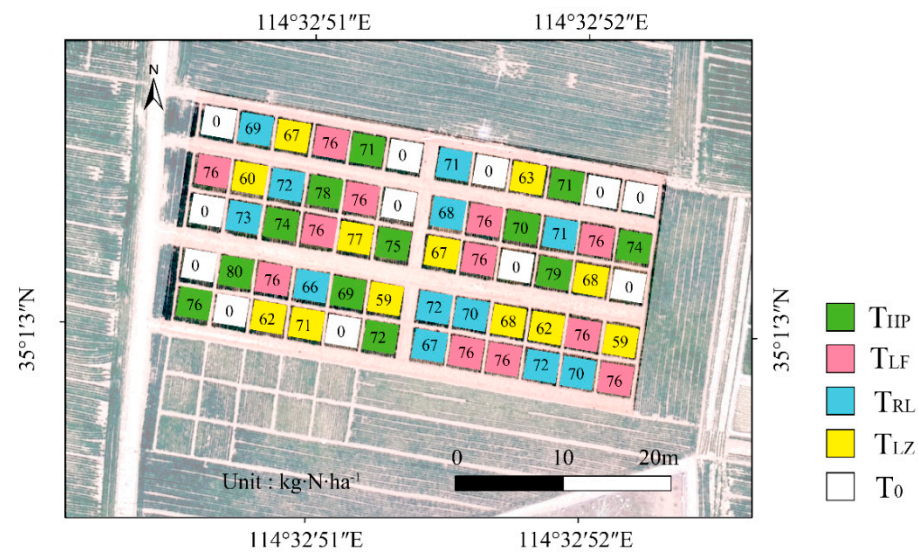 114°32′51″E 114°32′52″E
N
0 69 67 76 71 0 71 0 63 71 0 0
76 60 72 78 76 0 68 76 70 71 76 74
0 73 74 76 77 75 67 76 0 79 68 0
0 80 76 66 69 59 72 70 68 62 76 59
76 0 62 71 0 72 67 76 76 72 70 76
35°1′3″N 35°1′3″N
THP
TLF
TRL
TLZ
T0
0 10 20m
Unit : kg·N·ha⁻¹
114°32′51″E 114°32′52″E